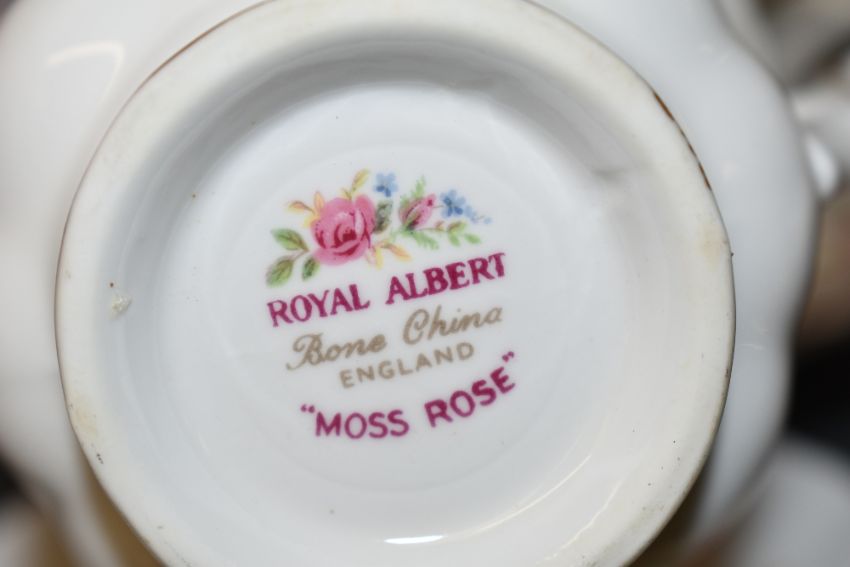 ROYAL ALBERT
Bone China
ENGLAND
"MOSS ROSE"